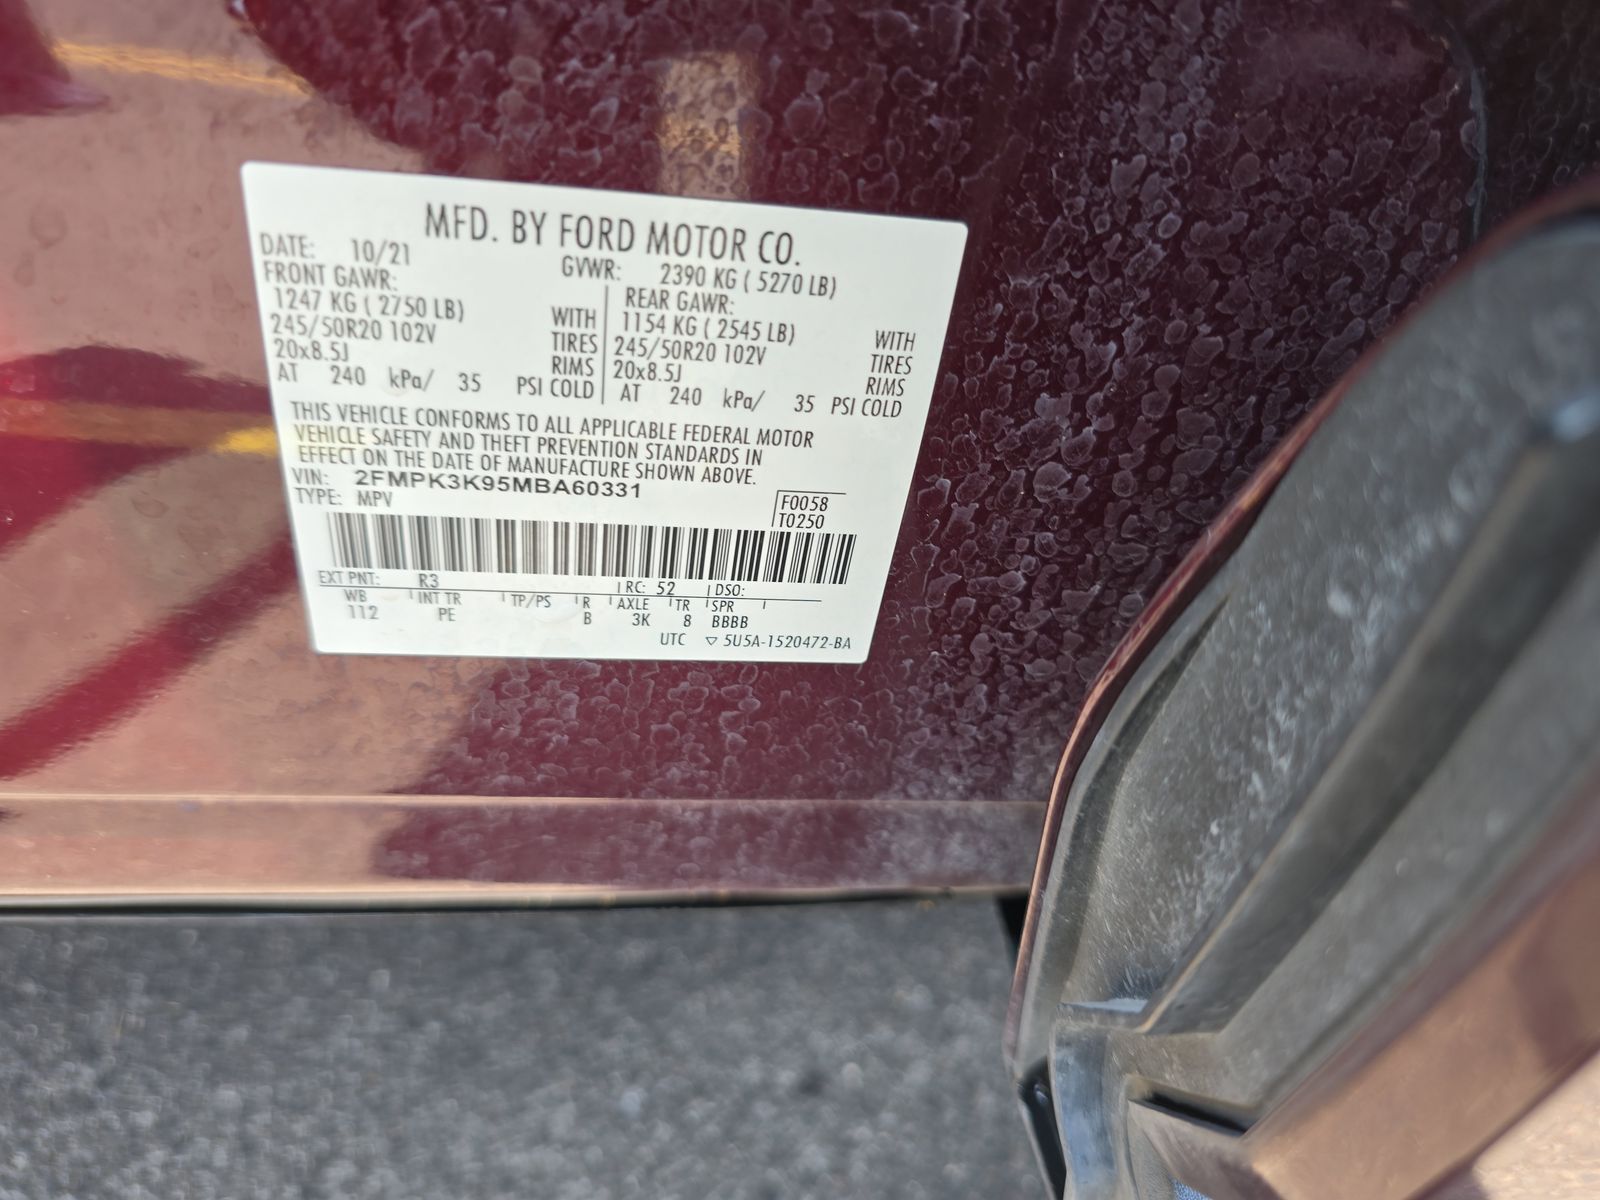 MFD. BY FORD MOTOR CO.
DATE: 10/21 GVWR: 2390 KG ( 5270 LB)
FRONT GAWR: REAR GAWR:
1247 KG ( 2750 LB) WITH 1154 KG ( 2545 LB) WITH
245/50R20 102V TIRES 245/50R20 102V TIRES
20x8.5J RIMS 20x8.5J RIMS
AT 240 kPa/ 35 PSI COLD AT 240 kPa/ 35 PSI COLD
THIS VEHICLE CONFORMS TO ALL APPLICABLE FEDERAL MOTOR
VEHICLE SAFETY AND THEFT PREVENTION STANDARDS IN
EFFECT ON THE DATE OF MANUFACTURE SHOWN ABOVE.
VIN: 2FMPK3K95MBA60331
TYPE: MPV
F0058
T0250
EXT PNT: R3 RC: 52 DSO:
WB INT TR TP/PS R AXLE TR SPR
112 PE B 3K 8 BBBB
UTC ▽ 5U5A-1520472-BA